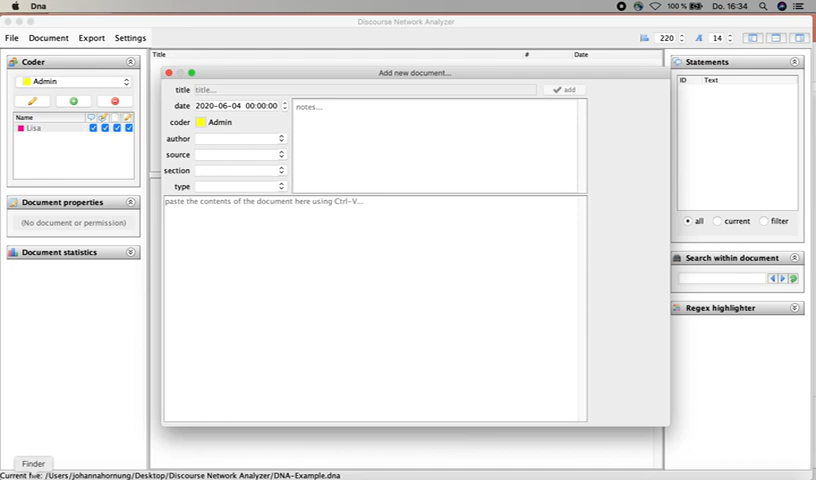 Dna 100 % Do. 16:34
Discourse Network Analyzer
File Document Export Settings 220 14
Coder
Admin
Name
Lisa
Document properties
(No document or permission)
Document statistics
Title # Date
Add new document...
title title... add
date 2020-06-04 00:00:00 notes...
coder Admin
author
source
section
type
paste the contents of the document here using Ctrl-V...
Statements
ID Text
all current filter
Search within document
Regex highlighter
Finder
Current file: /Users/johannahornung/Desktop/Discourse Network Analyzer/DNA-Example.dna